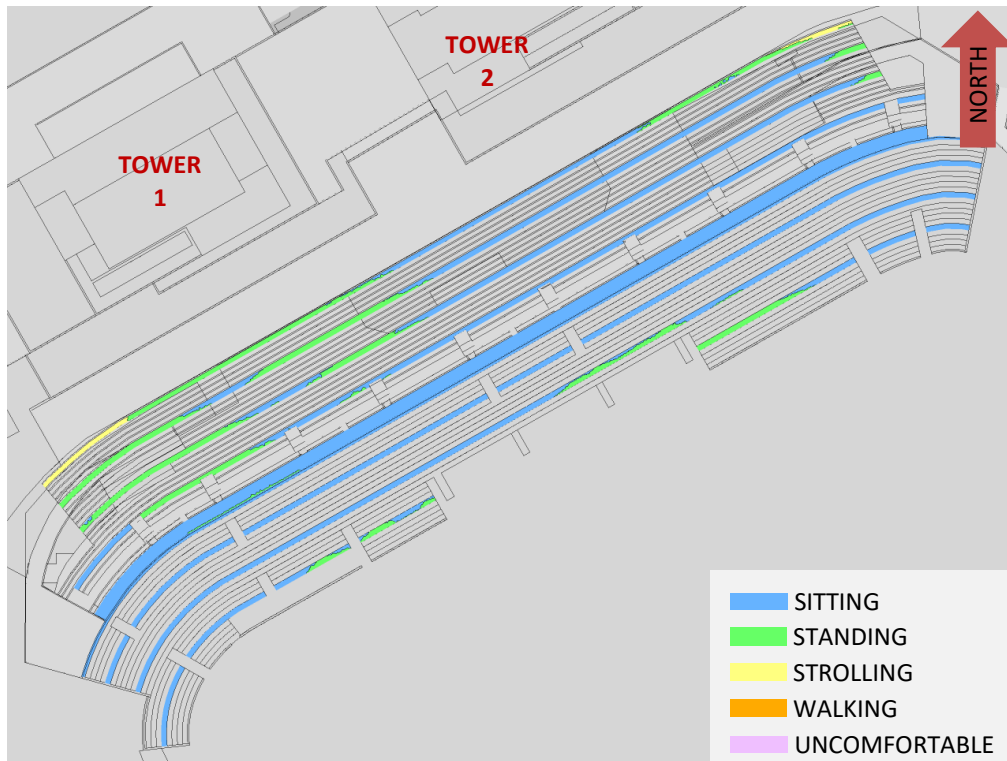 TOWER
2
NORTH
TOWER
1
SITTING
STANDING
STROLLING
WALKING
UNCOMFORTABLE